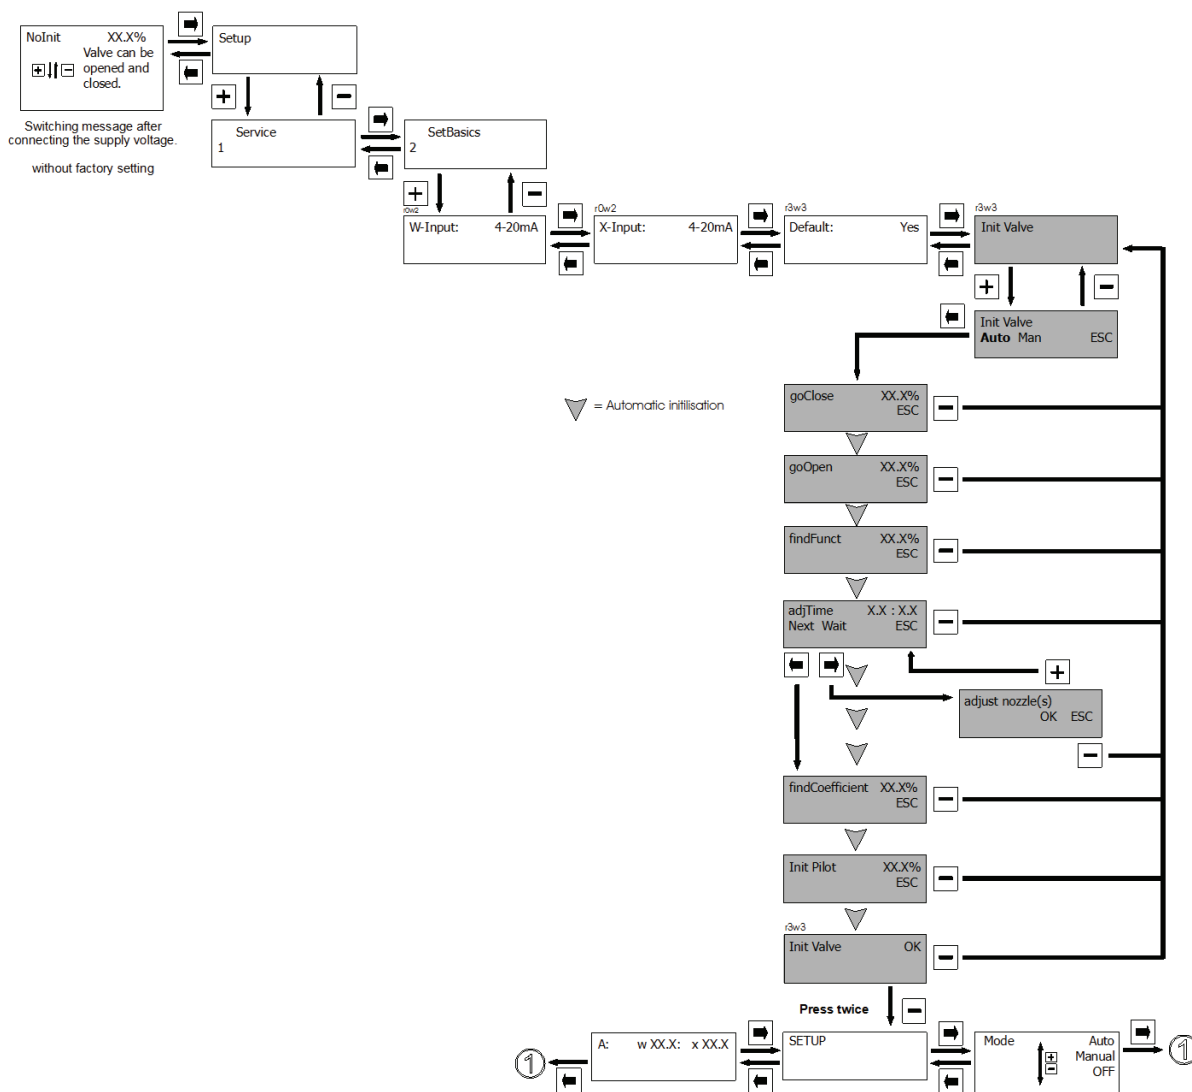 NoInit XX.X%
Valve can be
opened and
closed.
Setup
Switching message after
connecting the supply voltage.
without factory setting
Service
1
SetBasics
2
r0w2
W-Input: 4-20mA
r0w2
X-Input: 4-20mA
r3w3
Default: Yes
r3w3
Init Valve
Init Valve
Auto Man ESC
= Automatic initilisation
goClose XX.X%
ESC
goOpen XX.X%
ESC
findFunct XX.X%
ESC
adjTime X.X : X.X
Next Wait ESC
adjust nozzle(s)
OK ESC
findCoefficient XX.X%
ESC
Init Pilot XX.X%
ESC
r3w3
Init Valve OK
Press twice
1
A: w XX.X: x XX.X
SETUP
Mode Auto
Manual
OFF
1